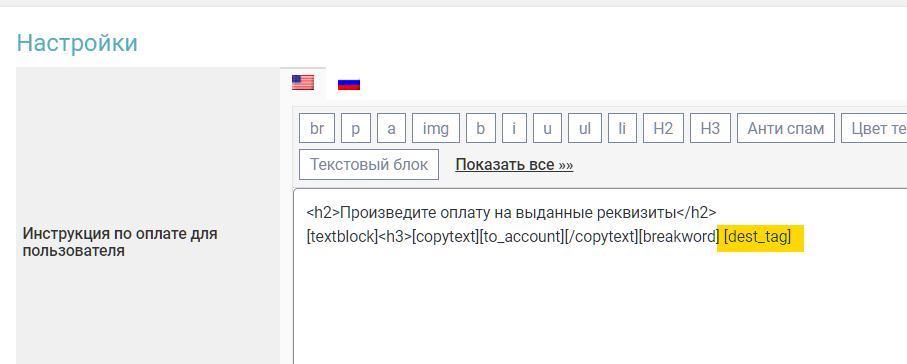 Настройки
br p a img b i u ul li H2 H3 Анти спам Цвет те
Текстовый блок Показать все »»
Инструкция по оплате для
пользователя
<h2>Произведите оплату на выданные реквизиты</h2>
[textblock]<h3>[copytext][to_account][/copytext][breakword] [dest_tag]